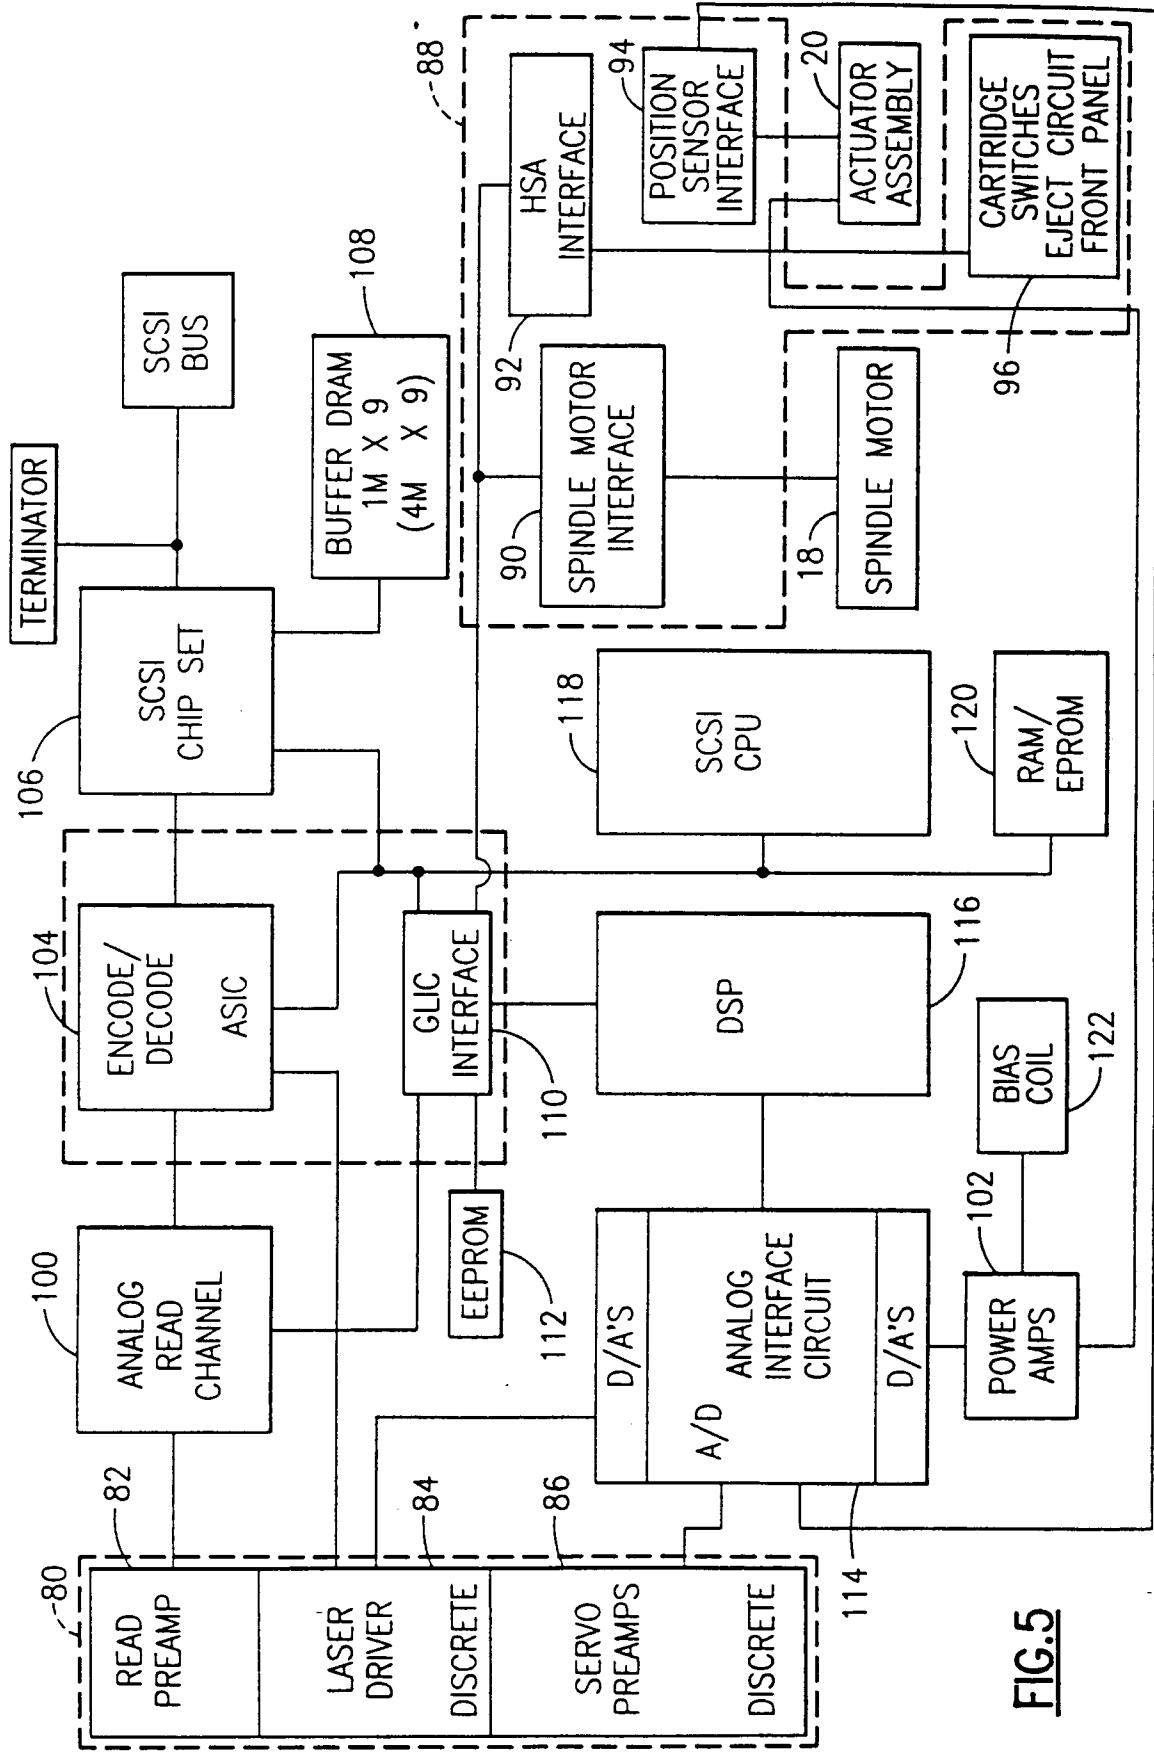 80
READ
PREAMP
82
LASER
DRIVER
DISCRETE
84
SERVO
PREAMPS
DISCRETE
86
100
ANALOG
READ
CHANNEL
104
ENCODE/
DECODE
ASIC
106
SCSI
CHIP SET
TERMINATOR
SCSI
BUS
BUFFER DRAM
1M X 9
(4M X 9)
108
EEPROM
112
GLIC
INTERFACE
110
88
90
SPINDLE MOTOR
INTERFACE
92
HSA
INTERFACE
94
POSITION
SENSOR
INTERFACE
20
ACTUATOR
ASSEMBLY
18
SPINDLE MOTOR
CARTRIDGE
SWITCHES
EJECT CIRCUIT
FRONT PANEL
96
D/A'S
A/D
ANALOG
INTERFACE
CIRCUIT
D/A'S
114
DSP
116
118
SCSI
CPU
120
RAM/
EPROM
102
POWER
AMPS
BIAS
COIL
122
FIG.5